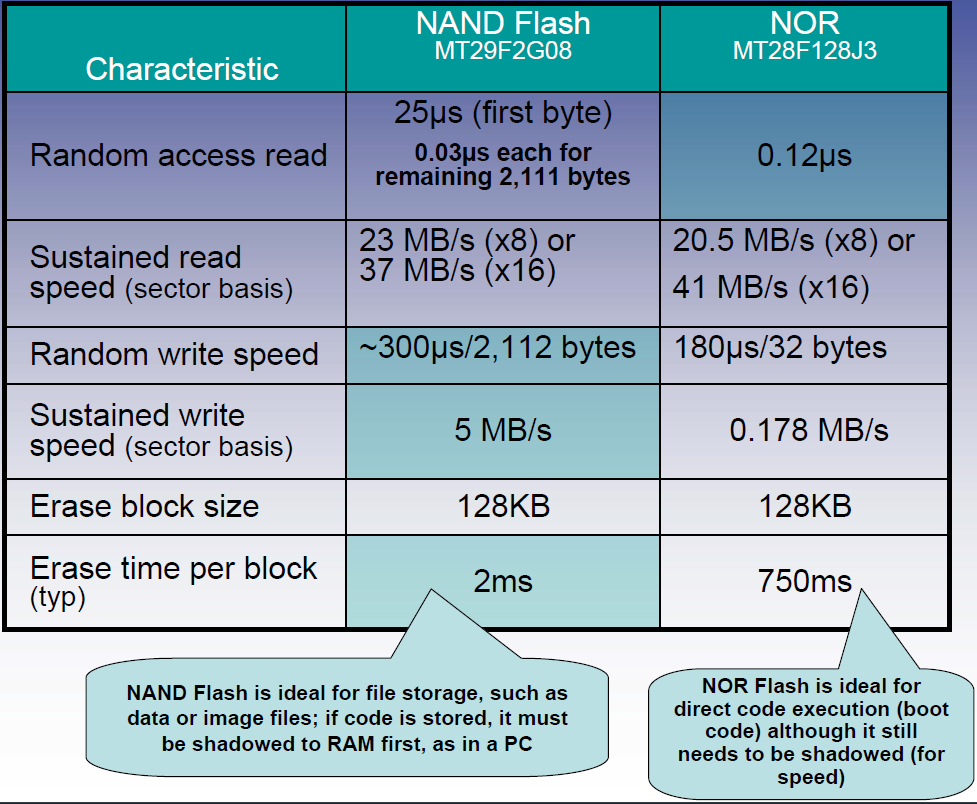 Characteristic
NAND Flash
MT29F2G08
NOR
MT28F128J3
Random access read
25µs (first byte)
0.03µs each for
remaining 2,111 bytes
0.12µs
Sustained read
speed (sector basis)
23 MB/s (x8) or
37 MB/s (x16)
20.5 MB/s (x8) or
41 MB/s (x16)
Random write speed
~300µs/2,112 bytes
180µs/32 bytes
Sustained write
speed (sector basis)
5 MB/s
0.178 MB/s
Erase block size
128KB
128KB
Erase time per block
(typ)
2ms
750ms
NAND Flash is ideal for file storage, such as
data or image files; if code is stored, it must
be shadowed to RAM first, as in a PC
NOR Flash is ideal for
direct code execution (boot
code) although it still
needs to be shadowed (for
speed)